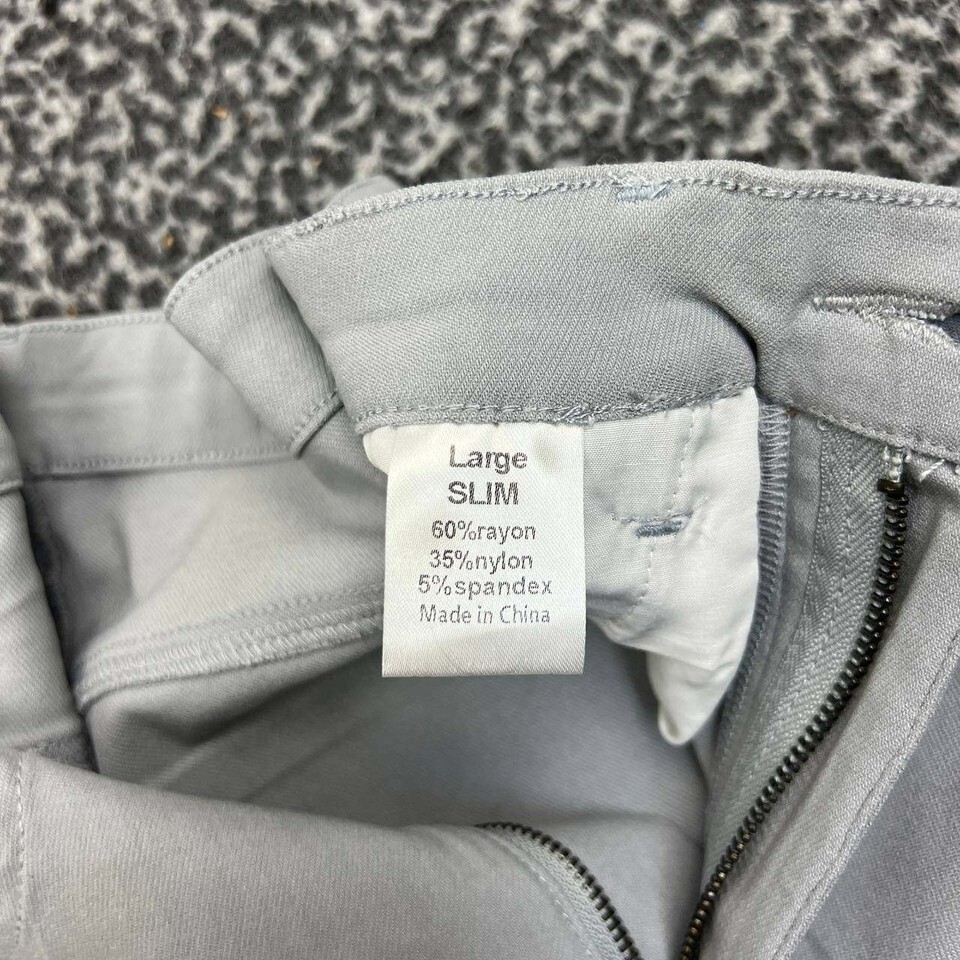 Large
SLIM
60%rayon
35%nylon
5%spandex
Made in China